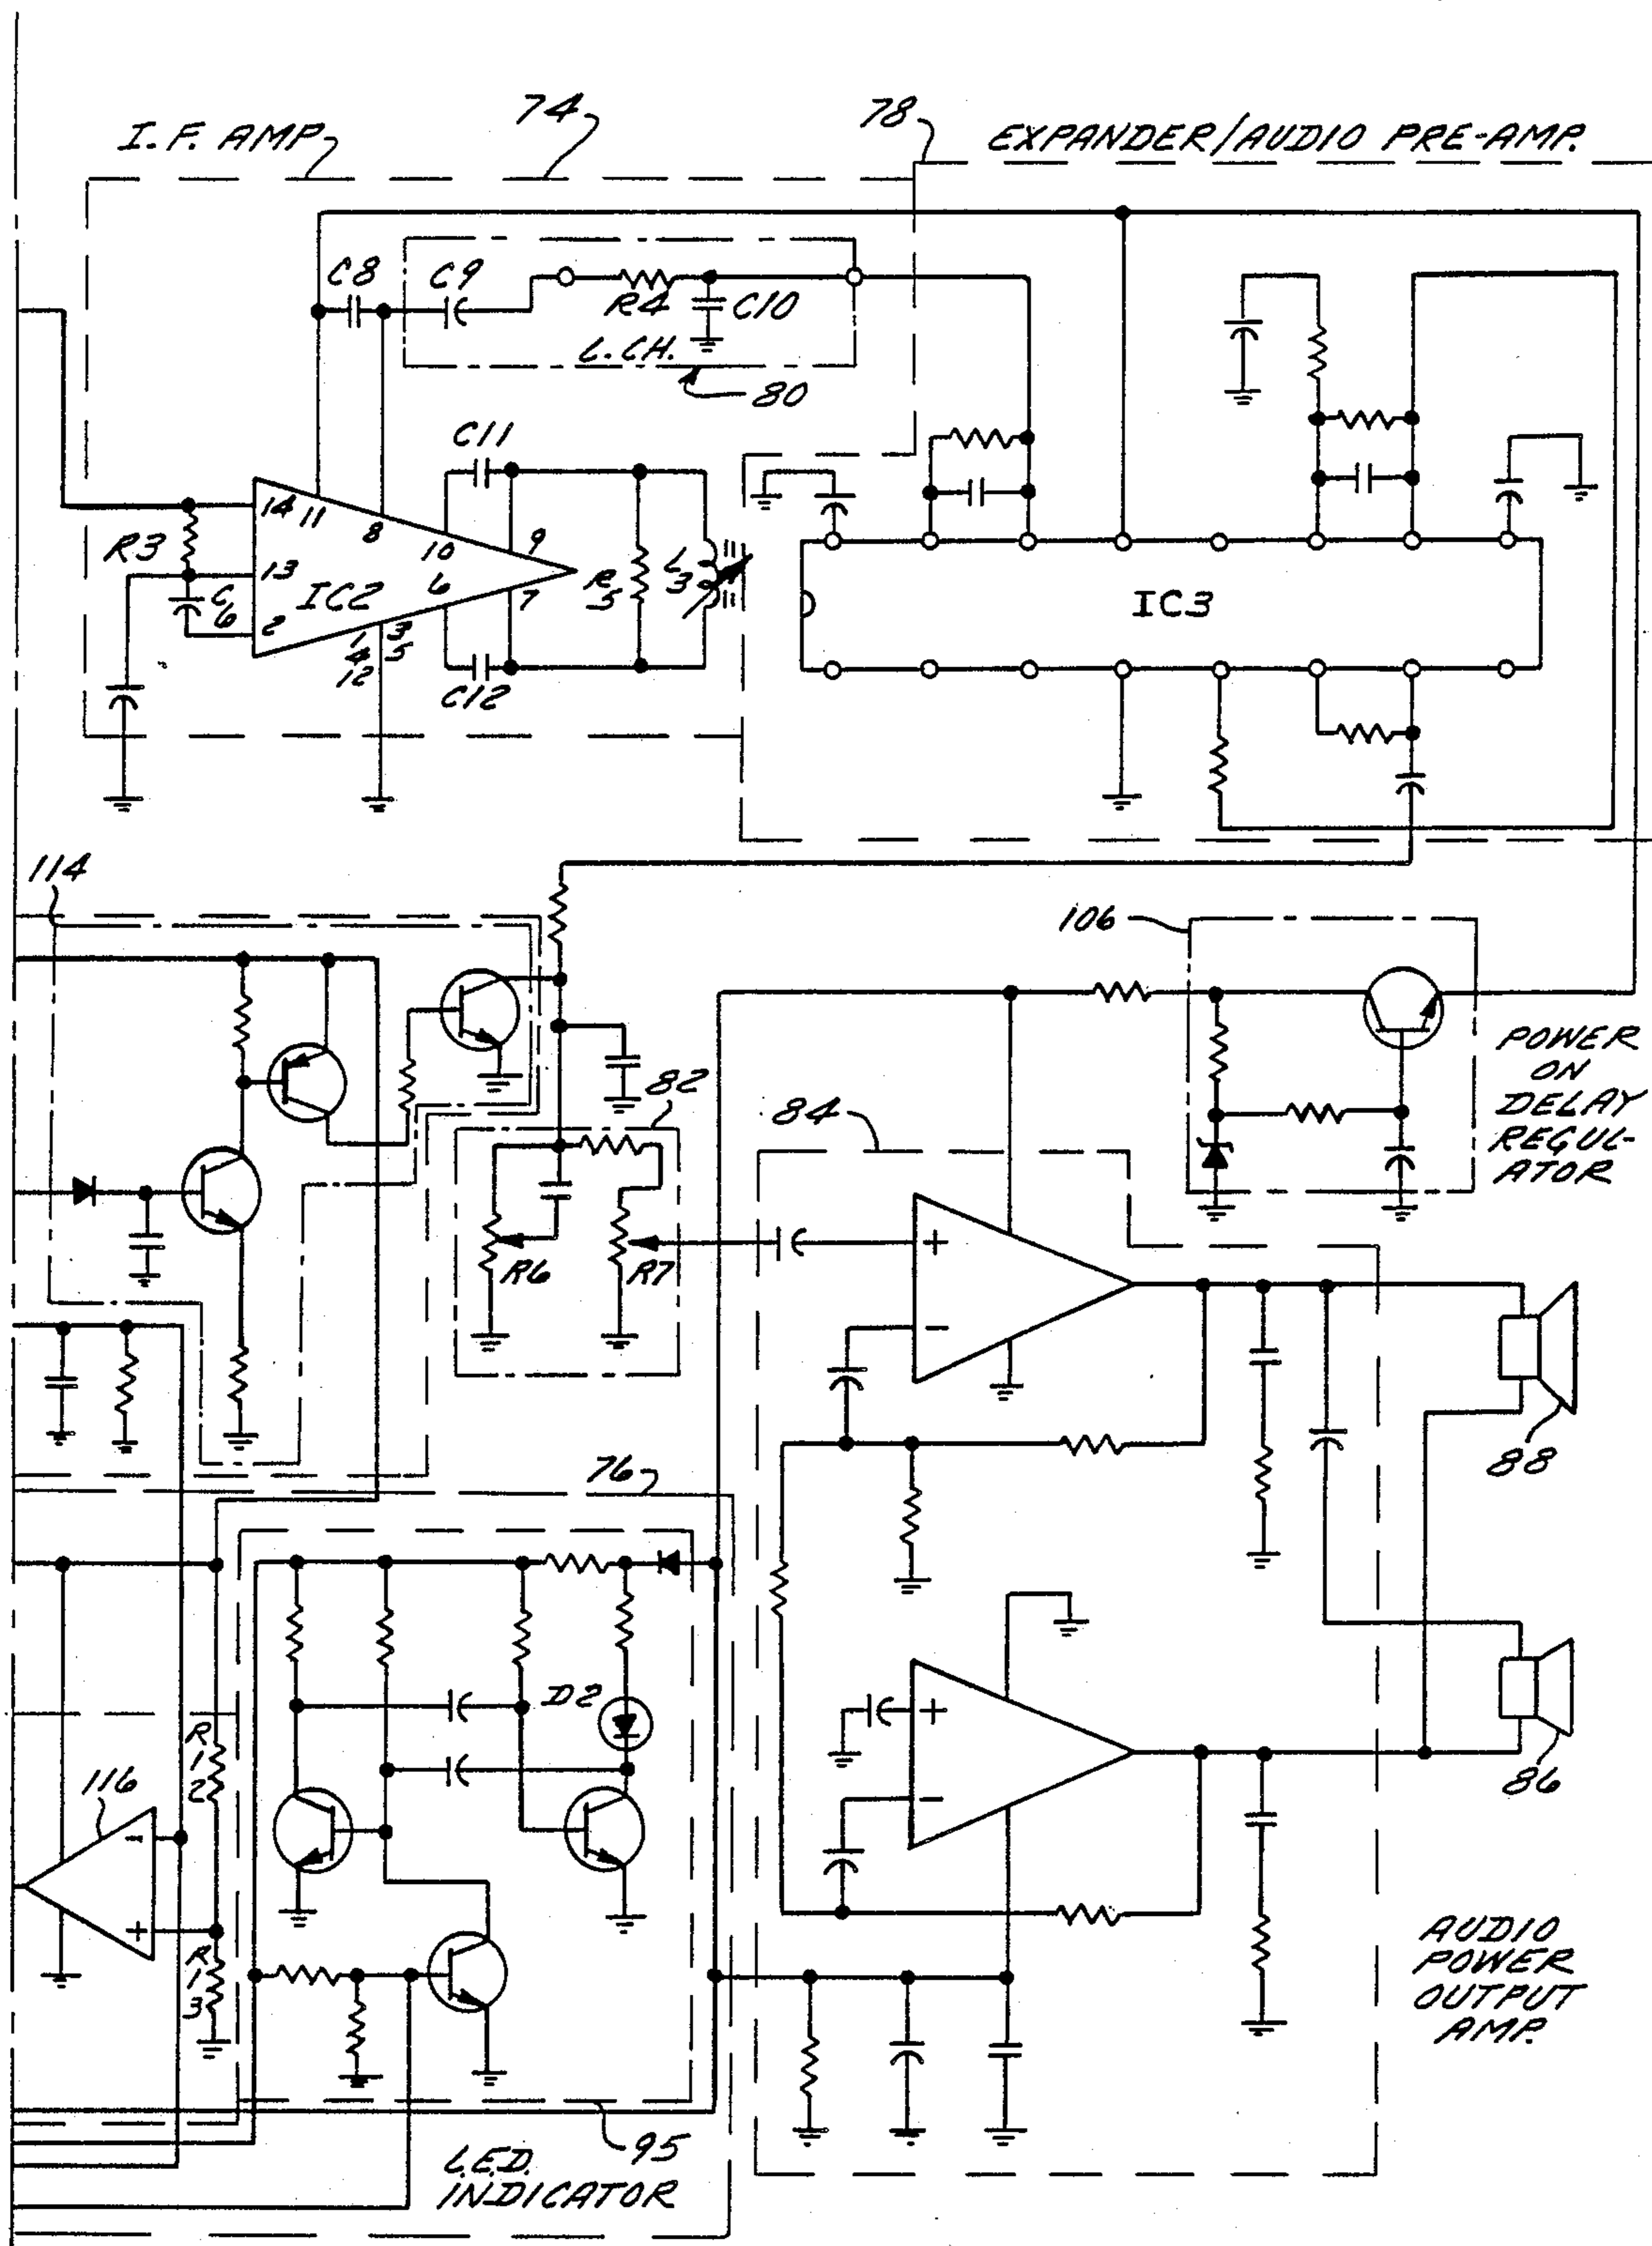 74
78
I.F. AMP.
EXPANDER/AUDIO PRE-AMP.
C8
C9
R4
C10
L.CH.
80
C11
14
11
8
10
9
R3
13
IC2
6
7
R5
L3
IC3
C6
2
1 3
4 5
12
C12
114
106
POWER
ON
DELAY
REGUL-
ATOR
82
84
R6
R7
+
−
88
76
D2
+
−
R12
116
-
+
R13
86
AUDIO
POWER
OUTPUT
AMP.
95
L.E.D.
INDICATOR